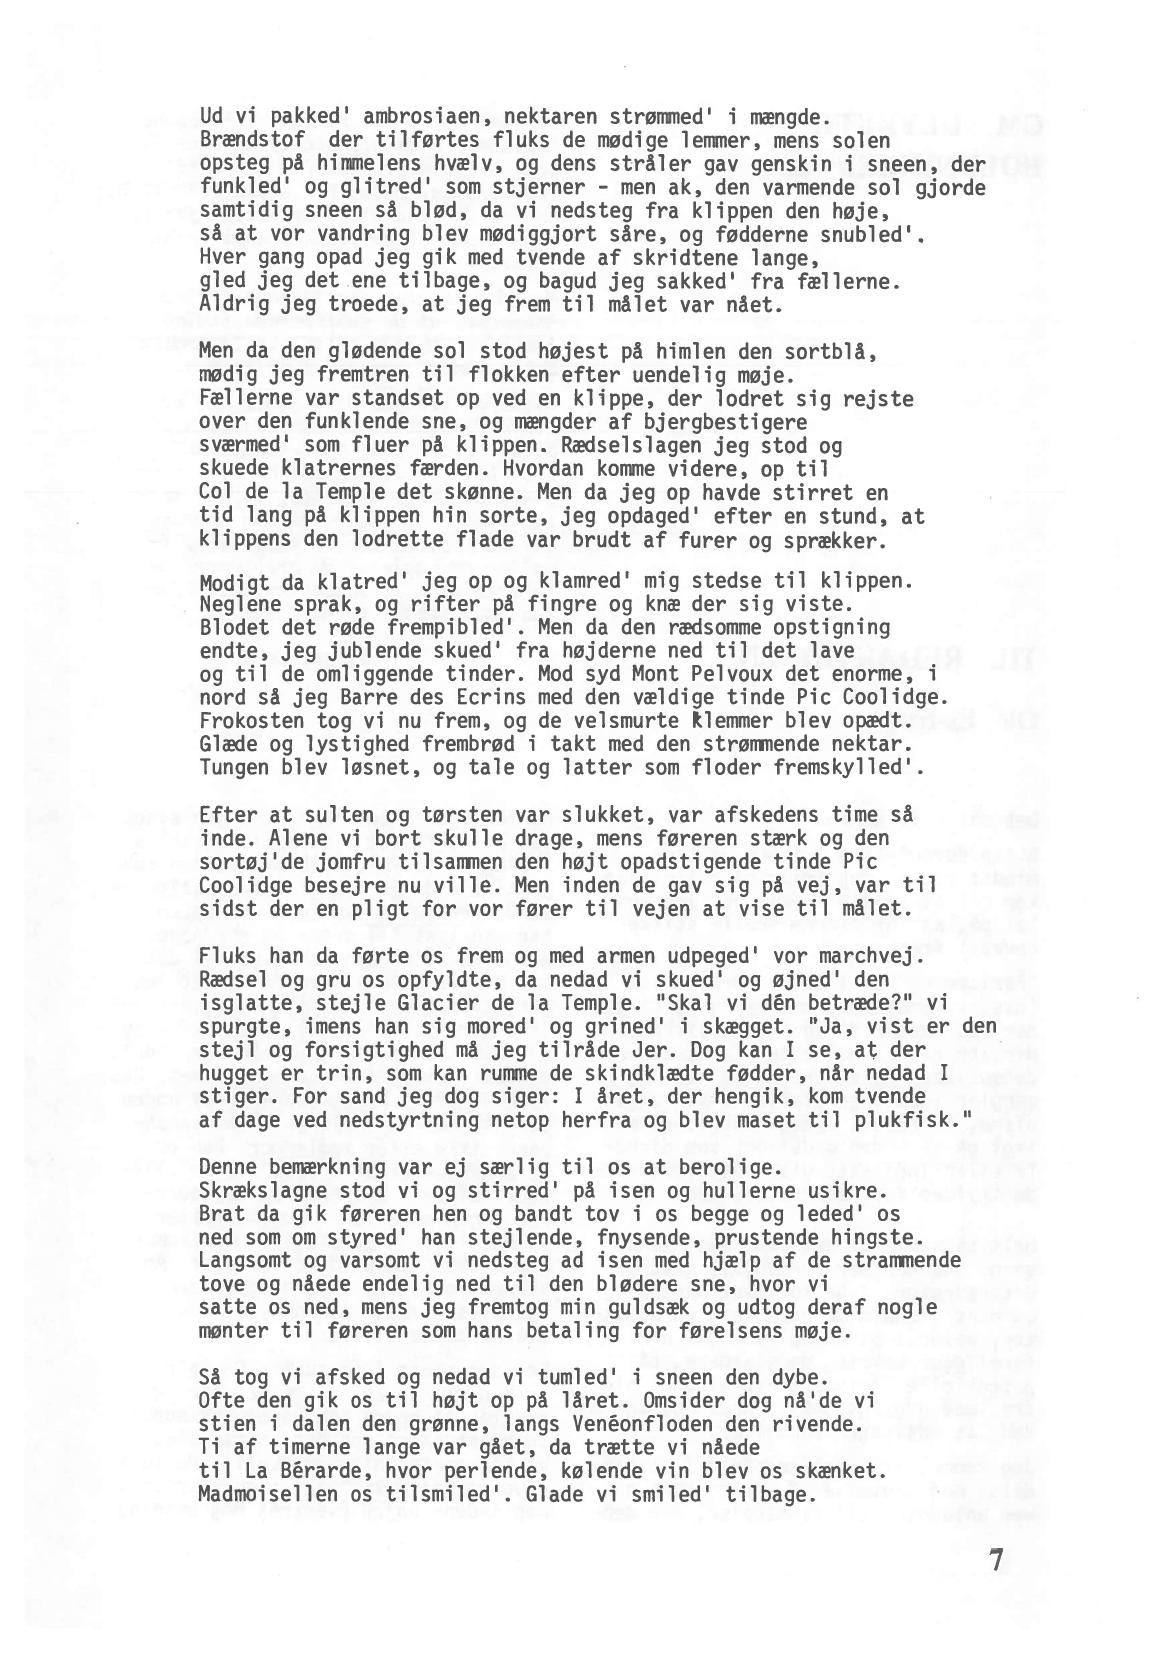 Ud vi pakked' ambrosiaen, nektaren strømmed' i mængde.
Brændstof  der tilførtes fluks de mødige lemmer, mens solen
opsteg på himmelens hvælv, og dens stråler gav genskin i sneen, der
funkled' og glitred' som stjerner - men ak, den varmende sol gjorde
samtidig sneen så blød, da vi nedsteg fra klippen den høje,
så at vor vandring blev mødiggjort såre, og fødderne snubled'.
Hver gang opad jeg gik med tvende af skridtene lange,
gled jeg det ene tilbage, og bagud jeg sakked' fra fællerne.
Aldrig jeg troede, at jeg frem til målet var nået.

Men da den glødende sol stod højest på himlen den sortblå,
mødig jeg fremtren til flokken efter uendelig møje.
Fællerne var standset op ved en klippe, der lodret sig rejste
over den funklende sne, og mængder af bjergbestigere
sværmed' som fluer på klippen. Rædselslagen jeg stod og
skuede klatrernes færden. Hvordan komme videre, op til
Col de la Temple det skønne. Men da jeg op havde stirret en
tid lang på klippen hin sorte, jeg opdaged' efter en stund, at
klippens den lodrette flade var brudt af furer og sprækker.

Modigt da klatred' jeg op og klamred' mig stedse til klippen.
Neglene sprak, og rifter på fingre og knæ der sig viste.
Blodet det røde frempibled'. Men da den rædsomme opstigning
endte, jeg jublende skued' fra højderne ned til det lave
og til de omliggende tinder. Mod syd Mont Pelvoux det enorme, i
nord så jeg Barre des Ecrins med den vældige tinde Pic Coolidge.
Frokosten tog vi nu frem, og de velsmurte klemmer blev opædt.
Glæde og lystighed frembrød i takt med den strømmende nektar.
Tungen blev løsnet, og tale og latter som floder fremskylled'.

Efter at sulten og tørsten var slukket, var afskedens time så
inde. Alene vi bort skulle drage, mens føreren stærk og den
sortøj'de jomfru tilsammen den højt opadstigende tinde Pic
Coolidge besejre nu ville. Men inden de gav sig på vej, var til
sidst der en pligt for vor fører til vejen at vise til målet.

Fluks han da førte os frem og med armen udpeged' vor marchvej.
Rædsel og gru os opfyldte, da nedad vi skued' og øjned' den
isglatte, stejle Glacier de la Temple. "Skal vi dén betræde?" vi
spurgte, imens han sig mored' og grined' i skægget. "Ja, vist er den
stejl og forsigtighed må jeg tilråde Jer. Dog kan I se, at der
hugget er trin, som kan rumme de skindklædte fødder, når nedad I
stiger. For sand jeg dog siger: I året, der hengik, kom tvende
af dage ved nedstyrtning netop herfra og blev maset til plukfisk."

Denne bemærkning var ej særlig til os at berolige.
Skrækslagne stod vi og stirred' på isen og hullerne usikre.
Brat da gik føreren hen og bandt tov i os begge og leded' os
ned som om styred' han stejlende, fnysende, prustende hingste.
Langsomt og varsomt vi nedsteg ad isen med hjælp af de strammende
tove og nåede endelig ned til den blødere sne, hvor vi
satte os ned, mens jeg fremtog min guldsæk og udtog deraf nogle
mønter til føreren som hans betaling for førelsens møje.

Så tog vi afsked og nedad vi tumled' i sneen den dybe.
Ofte den gik os til højt op på låret. Omsider dog nå'de vi
stien i dalen den grønne, langs Venéonfloden den rivende.
Ti af timerne lange var gået, da trætte vi nåede
til La Bérarde, hvor perlende, kølende vin blev os skænket.
Madmoisellen os tilsmiled'. Glade vi smiled' tilbage.

7